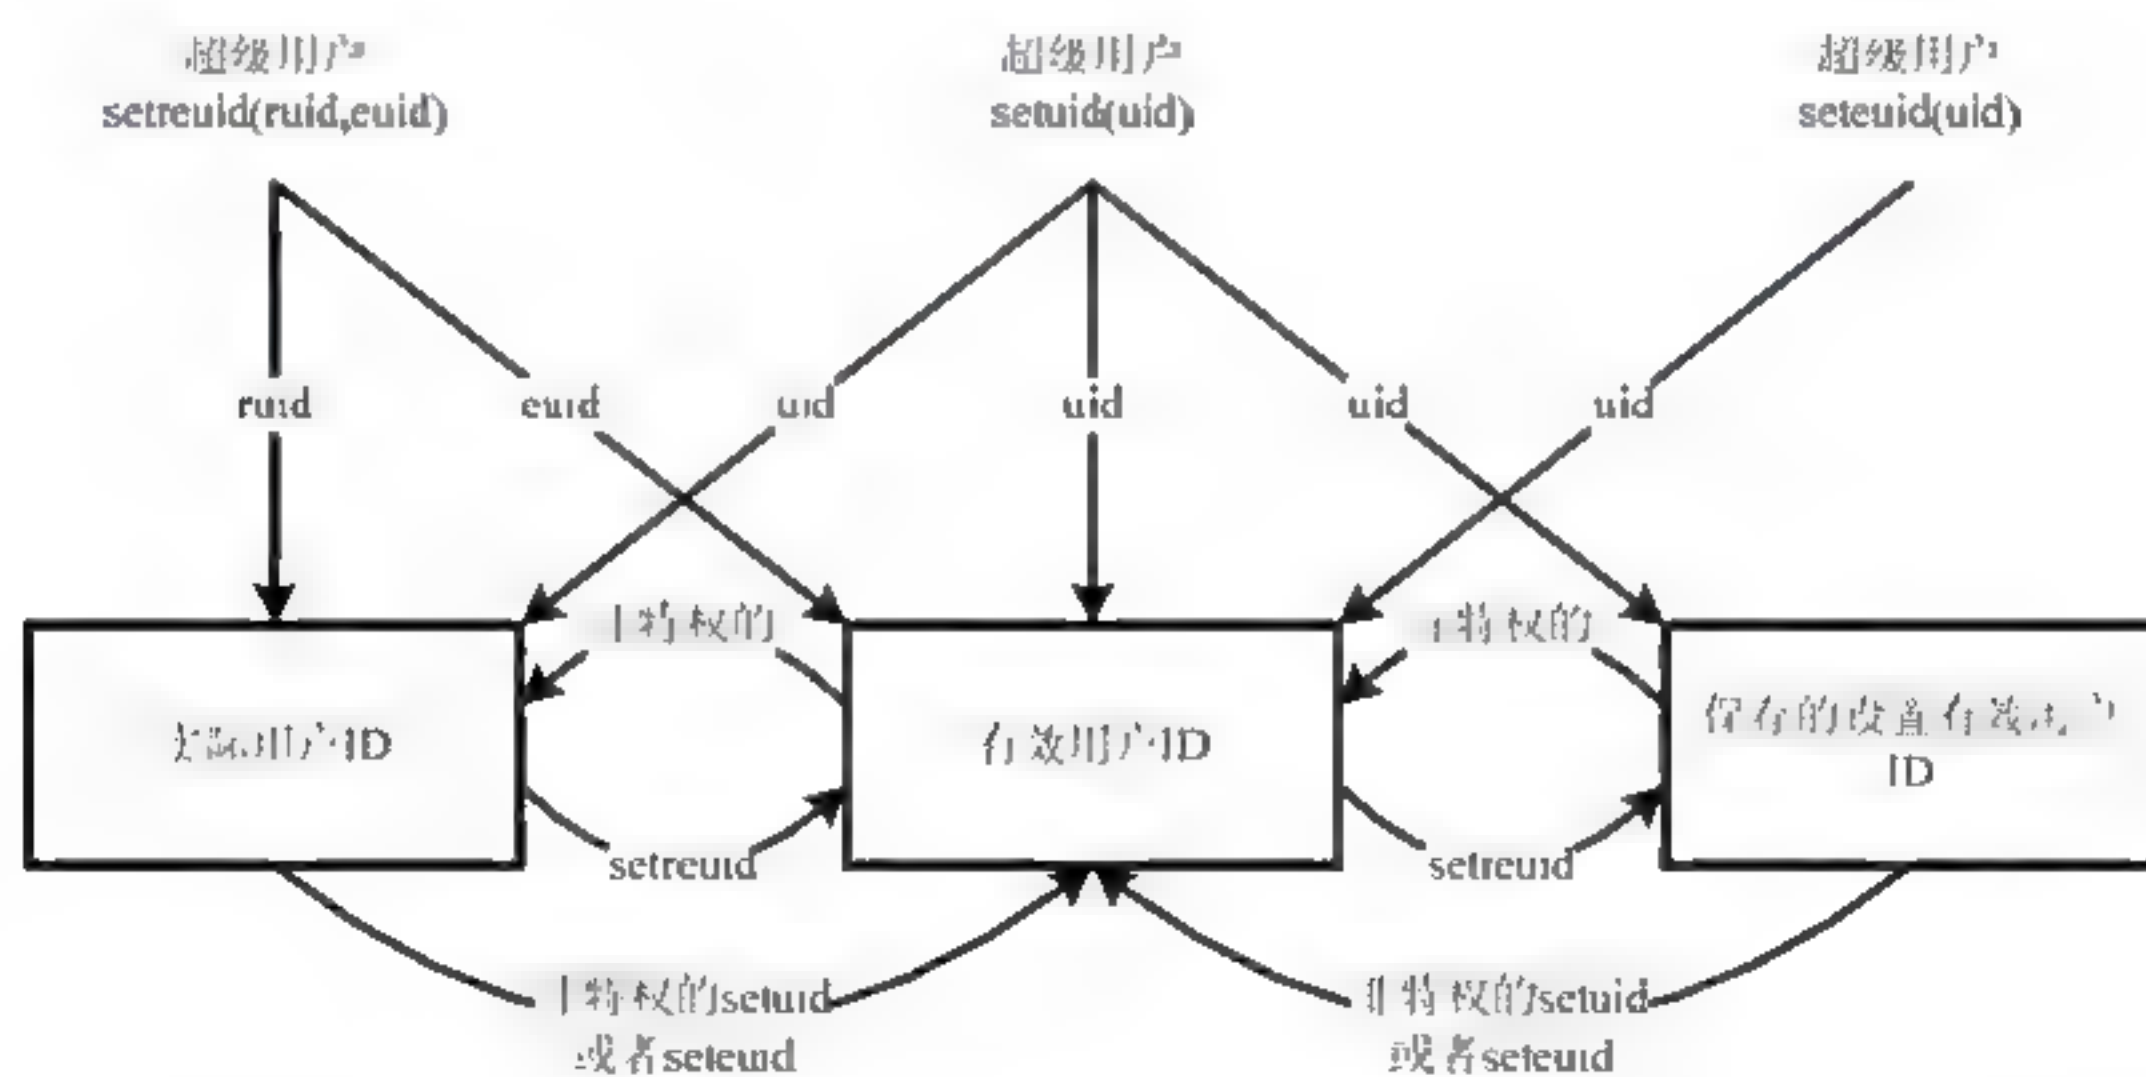 超级用户
setreuid(ruid,euid)
超级用户
setuid(uid)
超级用户
seteuid(uid)
ruid
euid
uid
uid
uid
uid
特权的
特权的
用户ID
有效用户ID
保存的设置有效用户
ID
setreuid
setreuid
特权的setuid
或者seteuid
非特权的setuid
或者seteuid